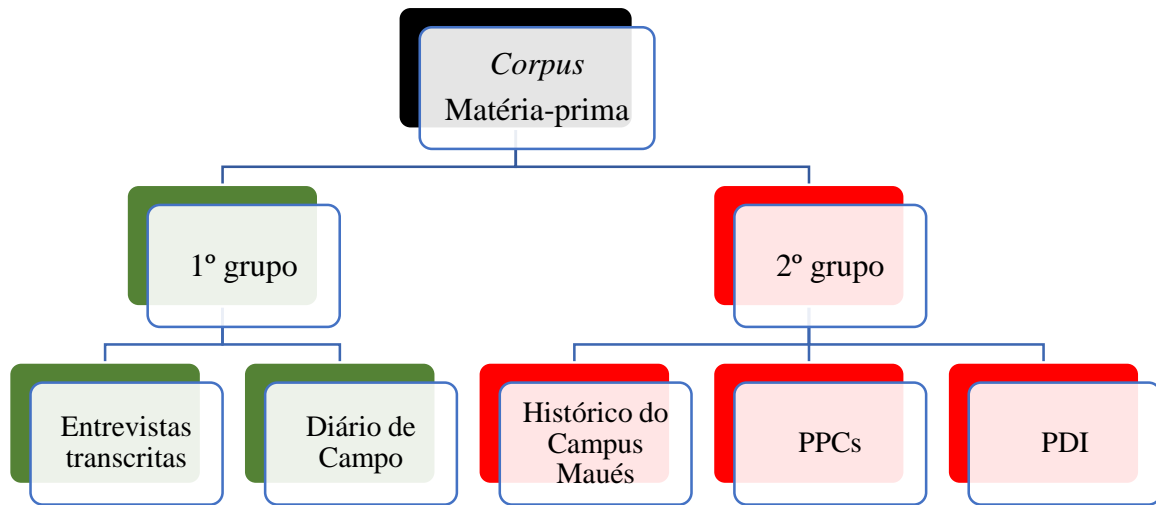 Corpus
Matéria-prima
1º grupo
2º grupo
Entrevistas
transcritas
Diário de
Campo
Histórico do
Campus
Maués
PPCs
PDI